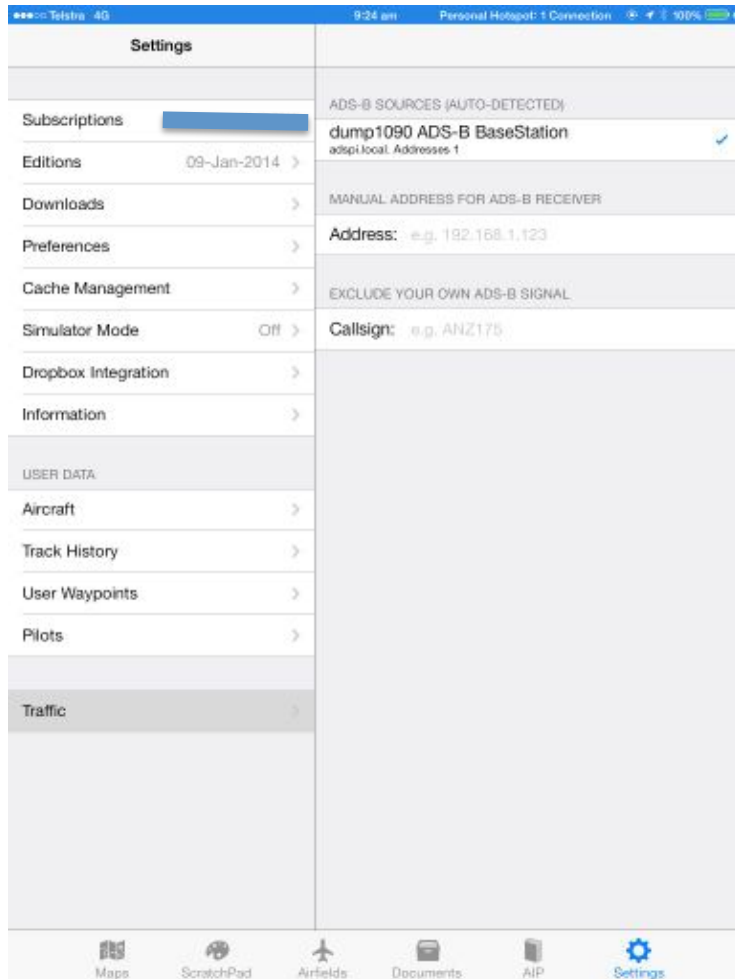 Telstra 4G 9:24 am Personal Hotspot: 1 Connection 100%
Settings
Subscriptions
Editions 09-Jan-2014
Downloads
Preferences
Cache Management
Simulator Mode Off
Dropbox Integration
Information
USER DATA
Aircraft
Track History
User Waypoints
Pilots
Traffic
ADS-B SOURCES (AUTO-DETECTED)
dump1090 ADS-B BaseStation
adspi.local. Addresses 1
MANUAL ADDRESS FOR ADS-B RECEIVER
Address: e.g. 192.168.1.123
EXCLUDE YOUR OWN ADS-B SIGNAL
Callsign: e.g. ANZ175
Maps ScratchPad Airfields Documents AIP Settings